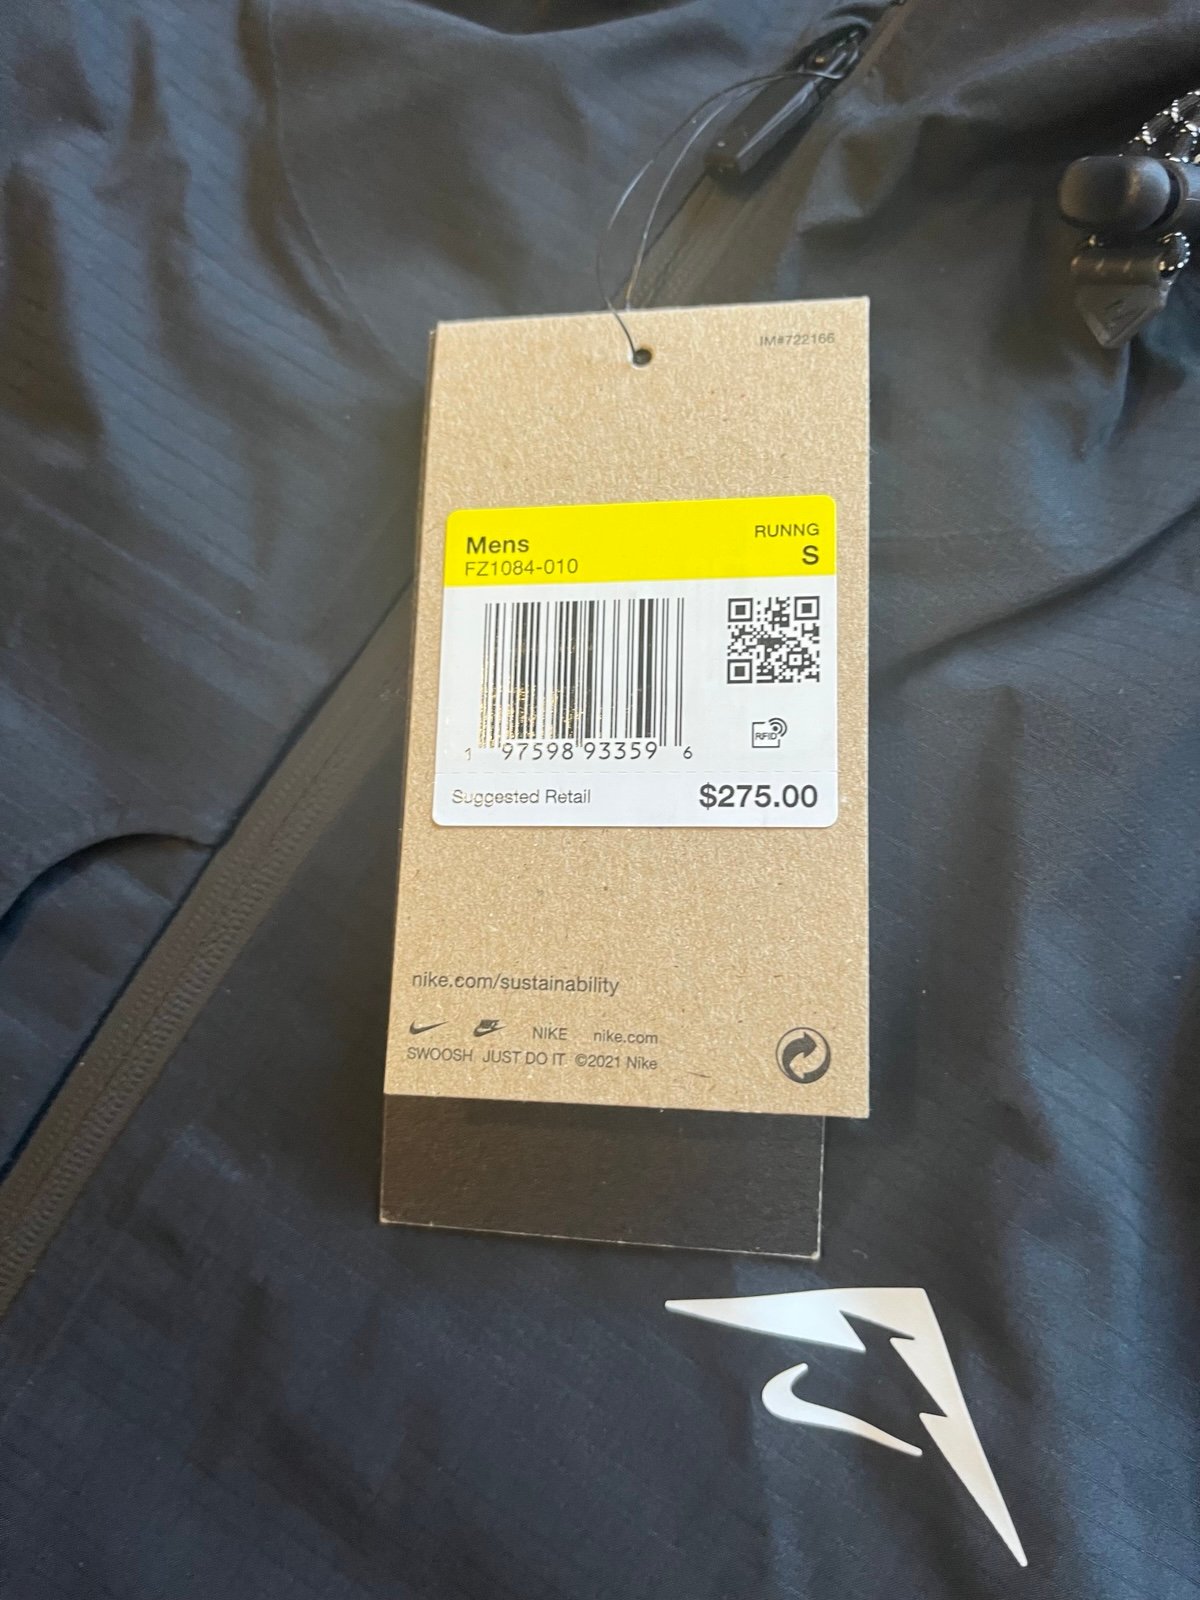 IM#722166
Mens RUNNG
FZ1084-010 S
RFID
1 97598 93359 6
Suggested Retail $275.00
nike.com/sustainability
NIKE nike.com
SWOOSH JUST DO IT ©2021 Nike